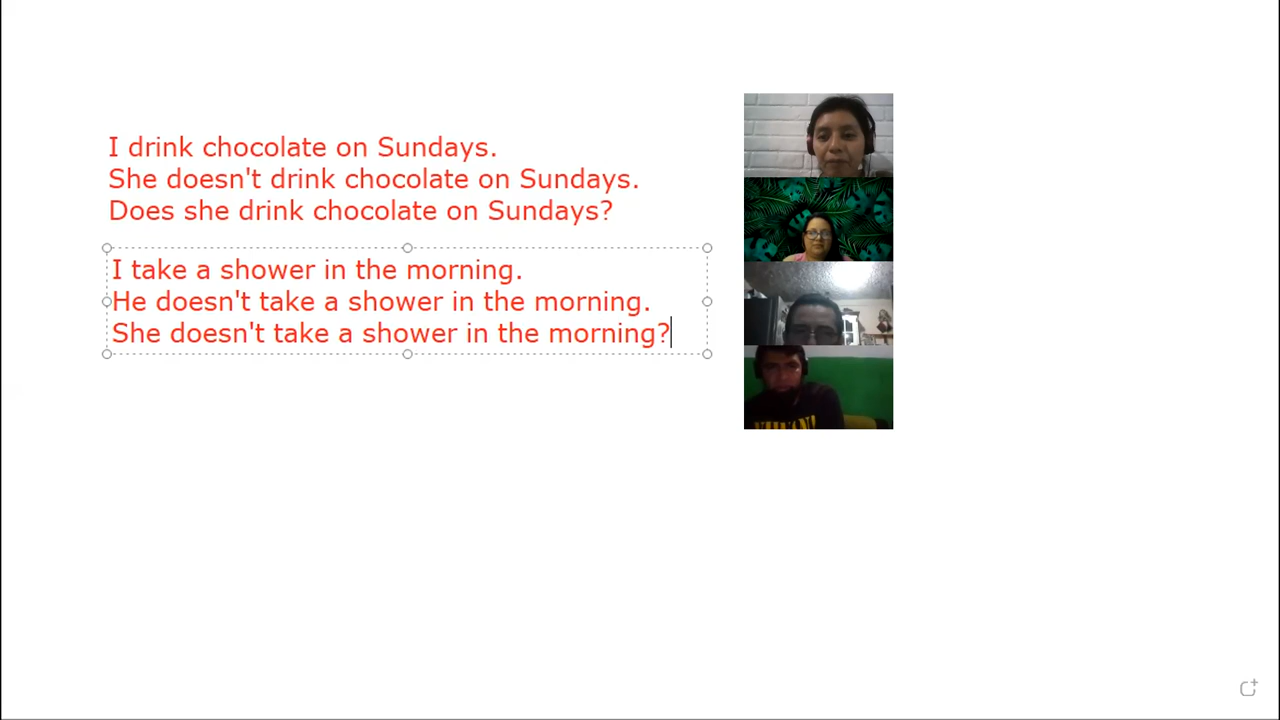 I drink chocolate on Sundays.
She doesn't drink chocolate on Sundays.
Does she drink chocolate on Sundays?
I take a shower in the morning.
He doesn't take a shower in the morning.
She doesn't take a shower in the morning?